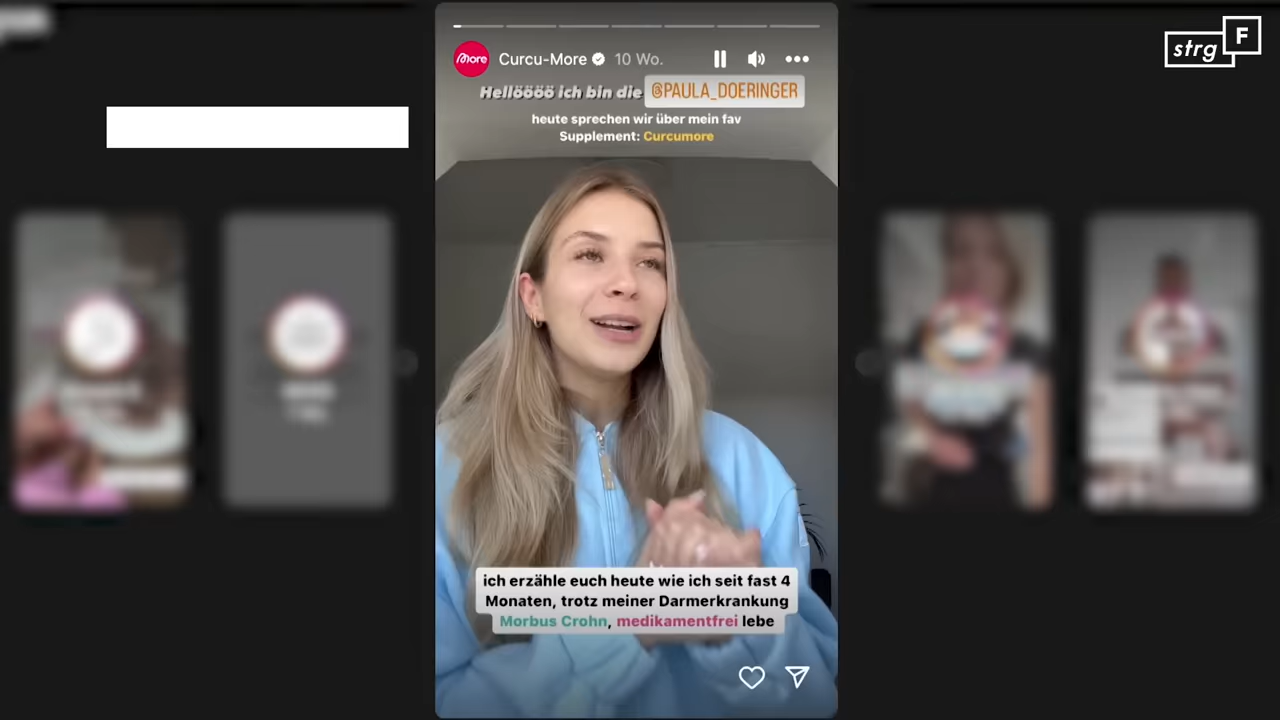 strg F
more
Curcu-More 10 Wo.
Hellöööö ich bin die @PAULA_DOERINGER
heute sprechen wir über mein fav
Supplement: Curcumore
ich erzähle euch heute wie ich seit fast 4
Monaten, trotz meiner Darmerkrankung
Morbus Crohn, medikamentfrei lebe